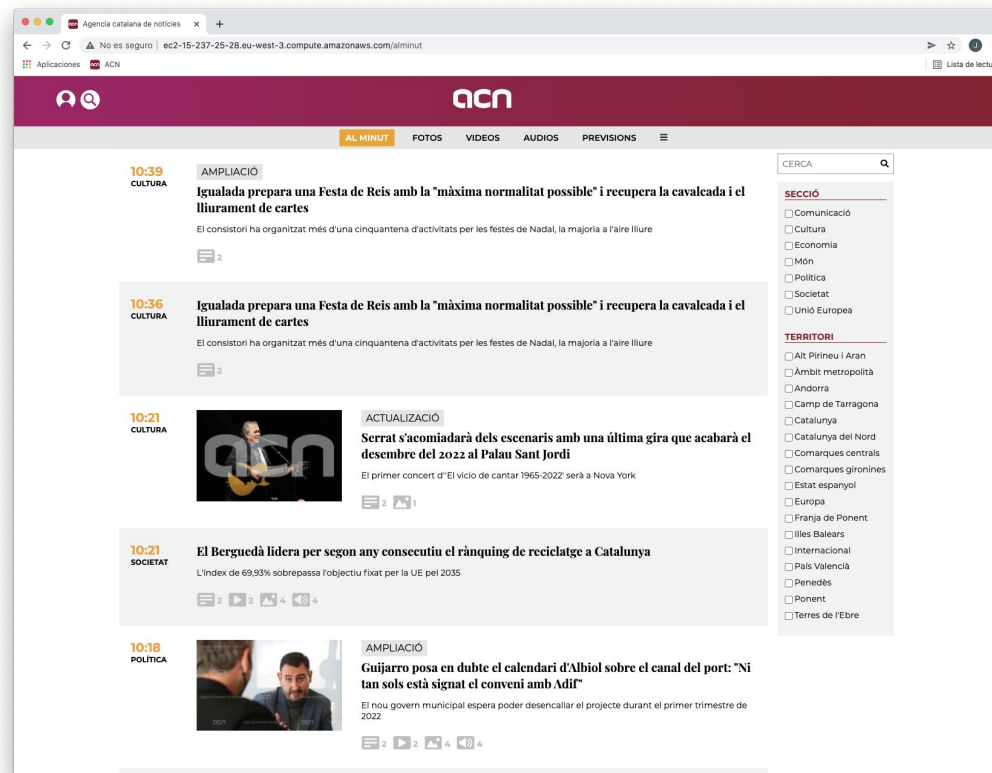 acn Agencia catalana de notícies
No es seguro | ec2-15-237-25-28.eu-west-3.compute.amazonaws.com/alminut
J
Aplicaciones acn ACN
Lista de lectu
acn
AL MINUT FOTOS VIDEOS AUDIOS PREVISIONS
10:39
CULTURA
AMPLIACIÓ
Igualada prepara una Festa de Reis amb la "màxima normalitat possible" i recupera la cavalcada i el
lliurament de cartes
El consistori ha organitzat més d'una cinquantena d'activitats per les festes de Nadal, la majoria a l'aire lliure
2
10:36
CULTURA
Igualada prepara una Festa de Reis amb la "màxima normalitat possible" i recupera la cavalcada i el
lliurament de cartes
El consistori ha organitzat més d'una cinquantena d'activitats per les festes de Nadal, la majoria a l'aire lliure
2
10:21
CULTURA
acn
ACTUALIZACIÓ
Serrat s'acomiadarà dels escenaris amb una última gira que acabarà el
desembre del 2022 al Palau Sant Jordi
El primer concert d''El vicio de cantar 1965-2022' serà a Nova York
2 1
10:21
SOCIETAT
El Berguedà lidera per segon any consecutiu el rànquing de reciclatge a Catalunya
L'índex de 69,93% sobrepassa l'objectiu fixat per la UE pel 2035
2 2 4 4
10:18
POLÍTICA
acn acn
AMPLIACIÓ
Guijarro posa en dubte el calendari d'Albiol sobre el canal del port: "Ni
tan sols està signat el conveni amb Adif"
El nou govern municipal espera poder desencallar el projecte durant el primer trimestre de
2022
2 2 4 4
CERCA
SECCIÓ
Comunicació
Cultura
Economia
Món
Política
Societat
Unió Europea
TERRITORI
Alt Pirineu i Aran
Àmbit metropolità
Andorra
Camp de Tarragona
Catalunya
Catalunya del Nord
Comarques centrals
Comarques gironines
Estat espanyol
Europa
Franja de Ponent
Illes Balears
Internacional
País Valencià
Penedès
Ponent
Terres de l'Ebre